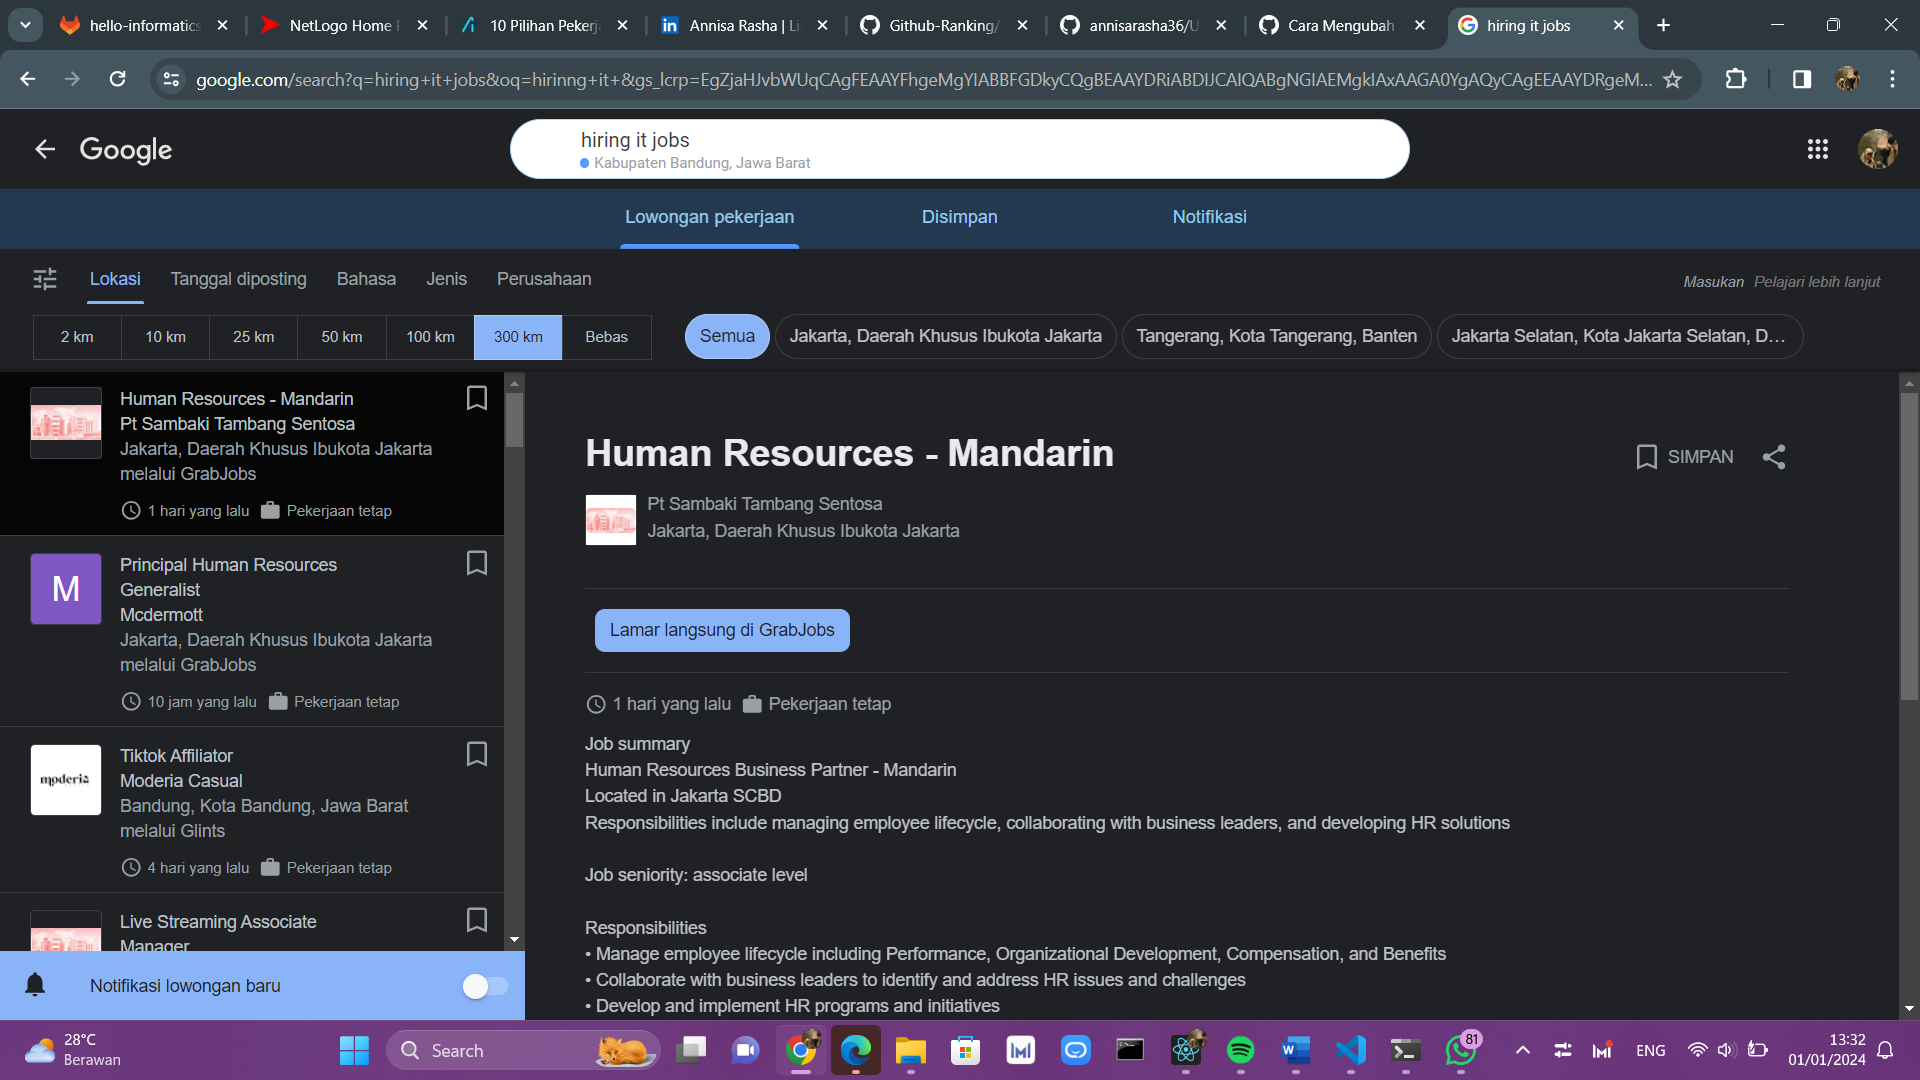 hello-informatics
NetLogo Home P
10 Pilihan Pekerja
Annisa Rasha | Li
Github-Ranking/
annisarasha36/U
Cara Mengubah
hiring it jobs
google.com/search?q=hiring+it+jobs&oq=hirinng+it+&gs_lcrp=EgZjaHJvbWUqCAgFEAAYFhgeMgYIABBFGDkyCQgBEAAYDRiABDIJCAIQABgNGIAEMgkIAxAAGA0YgAQyCAgEEAAYDRgeM...
Google
hiring it jobs
Kabupaten Bandung, Jawa Barat
Lowongan pekerjaan
Disimpan
Notifikasi
Lokasi
Tanggal diposting
Bahasa
Jenis
Perusahaan
Masukan
Pelajari lebih lanjut
2 km
10 km
25 km
50 km
100 km
300 km
Bebas
Semua
Jakarta, Daerah Khusus Ibukota Jakarta
Tangerang, Kota Tangerang, Banten
Jakarta Selatan, Kota Jakarta Selatan, D...
Human Resources - Mandarin
Pt Sambaki Tambang Sentosa
Jakarta, Daerah Khusus Ibukota Jakarta
melalui GrabJobs
1 hari yang lalu
Pekerjaan tetap
M
Principal Human Resources
Generalist
Mcdermott
Jakarta, Daerah Khusus Ibukota Jakarta
melalui GrabJobs
10 jam yang lalu
Pekerjaan tetap
moderia
Tiktok Affiliator
Moderia Casual
Bandung, Kota Bandung, Jawa Barat
melalui Glints
4 hari yang lalu
Pekerjaan tetap
Live Streaming Associate
Manager
Notifikasi lowongan baru
Human Resources - Mandarin
SIMPAN
Pt Sambaki Tambang Sentosa
Jakarta, Daerah Khusus Ibukota Jakarta
Lamar langsung di GrabJobs
1 hari yang lalu
Pekerjaan tetap
Job summary
Human Resources Business Partner - Mandarin
Located in Jakarta SCBD
Responsibilities include managing employee lifecycle, collaborating with business leaders, and developing HR solutions
Job seniority: associate level
Responsibilities
• Manage employee lifecycle including Performance, Organizational Development, Compensation, and Benefits
• Collaborate with business leaders to identify and address HR issues and challenges
• Develop and implement HR programs and initiatives
28°C
Berawan
Search
81
ENG
13:32
01/01/2024